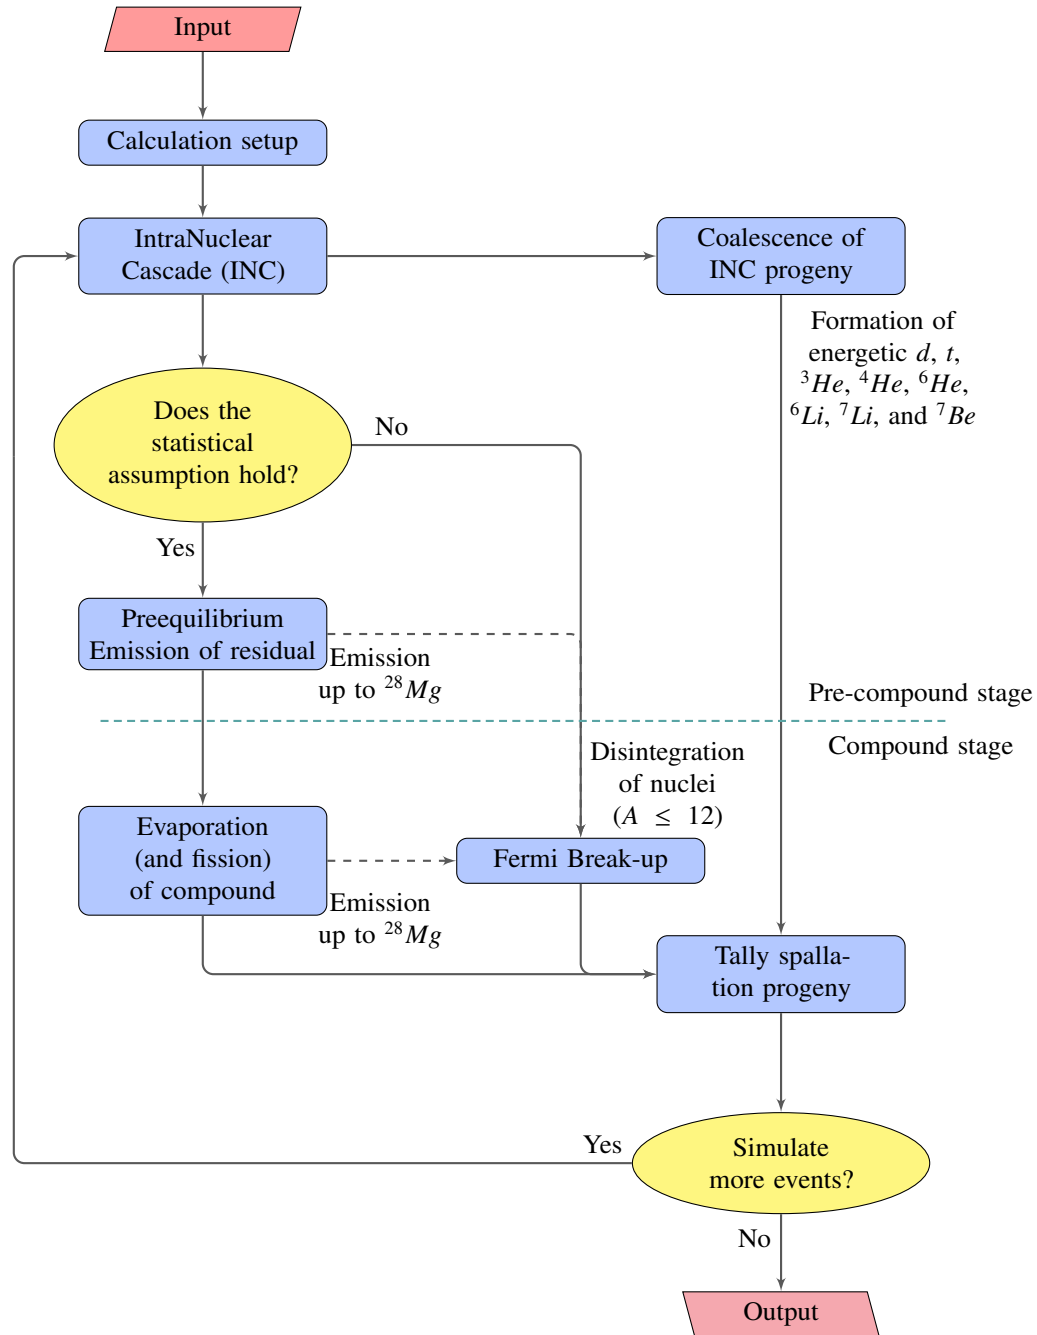 Input
Calculation setup
IntraNuclear
Cascade (INC)
Coalescence of
INC progeny
Formation of
energetic d, t,
³He, ⁴He, ⁶He,
⁶Li, ⁷Li, and ⁷Be
Does the
statistical
assumption hold?
No
Yes
Preequilibrium
Emission of residual
Emission
up to ²⁸Mg
Pre-compound stage
Compound stage
Disintegration
of nuclei
(A ≤ 12)
Evaporation
(and fission)
of compound
Fermi Break-up
Emission
up to ²⁸Mg
Tally spalla-
tion progeny
Yes
Simulate
more events?
No
Output